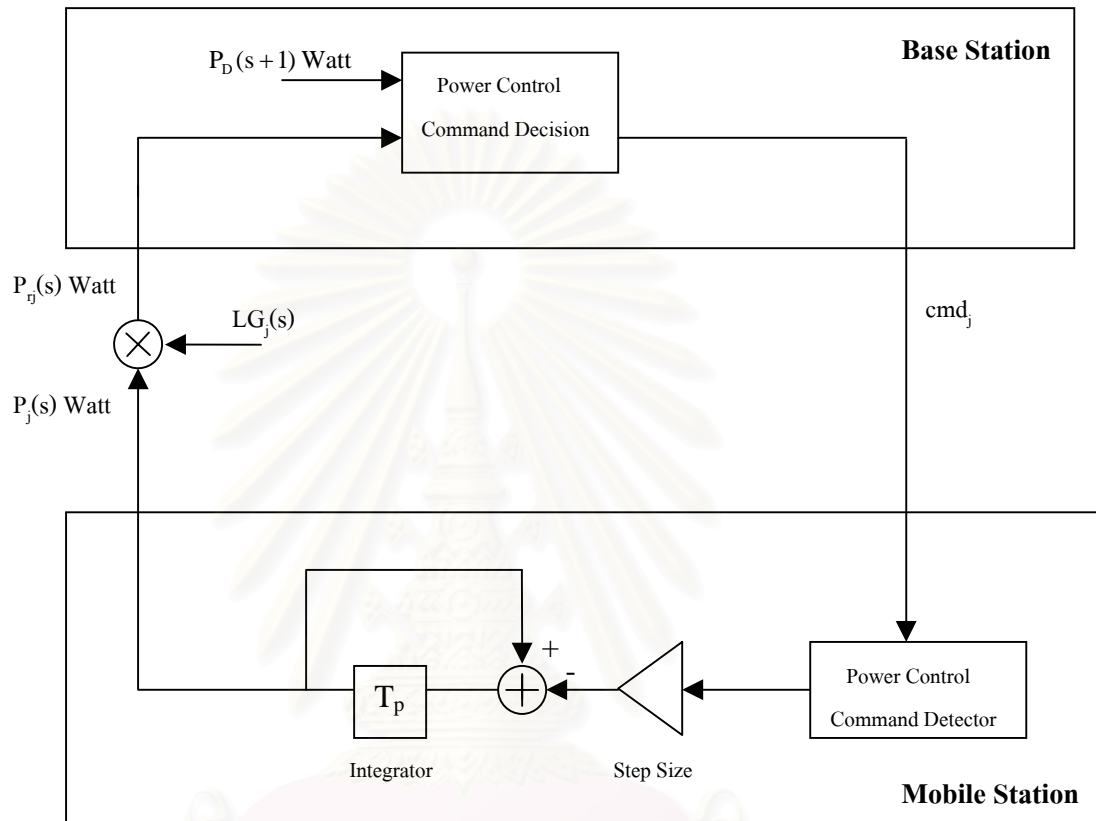 Base Station
P_D(s+1) Watt
Power Control
Command Decision
P_rj(s) Watt
LG_j(s)
cmd_j
P_j(s) Watt
+
-
T_p
Power Control
Command Detector
Integrator
Step Size
Mobile Station